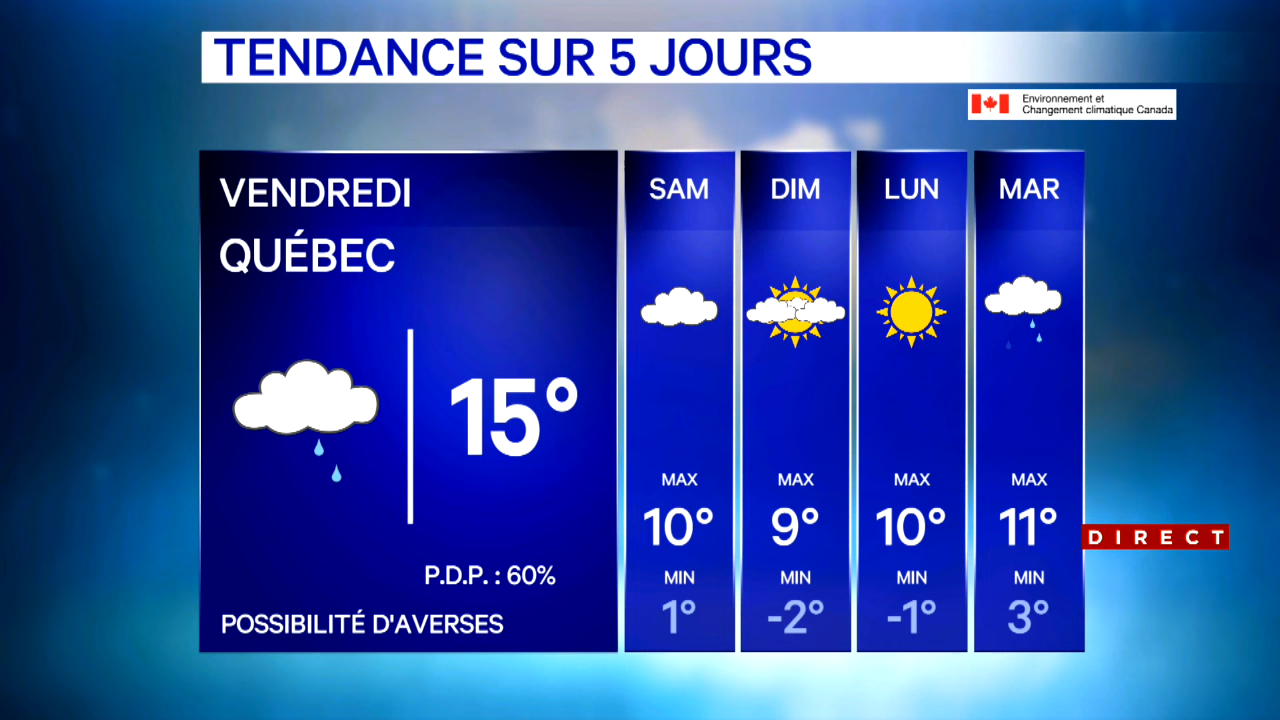 TENDANCE SUR 5 JOURS
Environnement et
Changement climatique Canada
VENDREDI
QUÉBEC
15°
P.D.P. : 60%
POSSIBILITÉ D'AVERSES
SAM
MAX
10°
MIN
1°
DIM
MAX
9°
MIN
-2°
LUN
MAX
10°
MIN
-1°
MAR
MAX
11°
MIN
3°
DIRECT